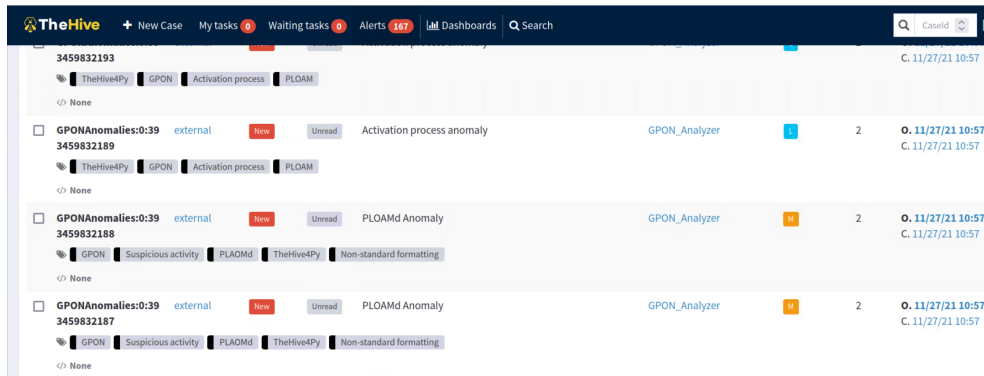 TheHive + New Case My tasks 0 Waiting tasks 0 Alerts 167 Dashboards Search CaseId
3459832193 C. 11/27/21 10:57
TheHive4Py GPON Activation process PLOAM
</> None
GPONAnomalies:0:39 external New Unread Activation process anomaly GPON_Analyzer L 2 O. 11/27/21 10:57
3459832189 C. 11/27/21 10:57
TheHive4Py GPON Activation process PLOAM
</> None
GPONAnomalies:0:39 external New Unread PLOAMd Anomaly GPON_Analyzer M 2 O. 11/27/21 10:57
3459832188 C. 11/27/21 10:57
GPON Suspicious activity PLAOMd TheHive4Py Non-standard formatting
</> None
GPONAnomalies:0:39 external New Unread PLOAMd Anomaly GPON_Analyzer M 2 O. 11/27/21 10:57
3459832187 C. 11/27/21 10:57
GPON Suspicious activity PLAOMd TheHive4Py Non-standard formatting
</> None